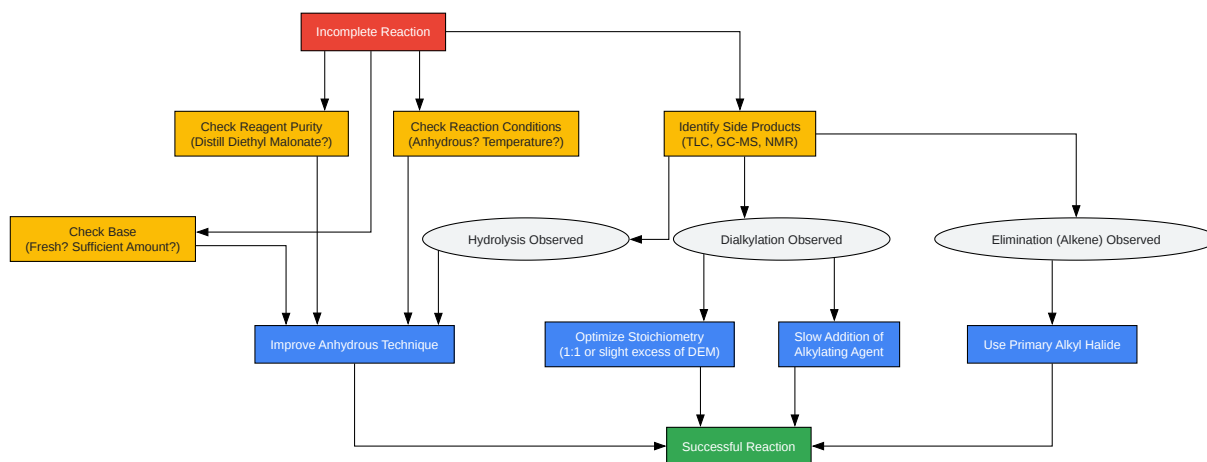 Incomplete Reaction
Check Reagent Purity
(Distill Diethyl Malonate?)
Check Reaction Conditions
(Anhydrous? Temperature?)
Identify Side Products
(TLC, GC-MS, NMR)
Check Base
(Fresh? Sufficient Amount?)
Hydrolysis Observed
Dialkylation Observed
Elimination (Alkene) Observed
Improve Anhydrous Technique
Optimize Stoichiometry
(1:1 or slight excess of DEM)
Slow Addition of
Alkylating Agent
Use Primary Alkyl Halide
Successful Reaction